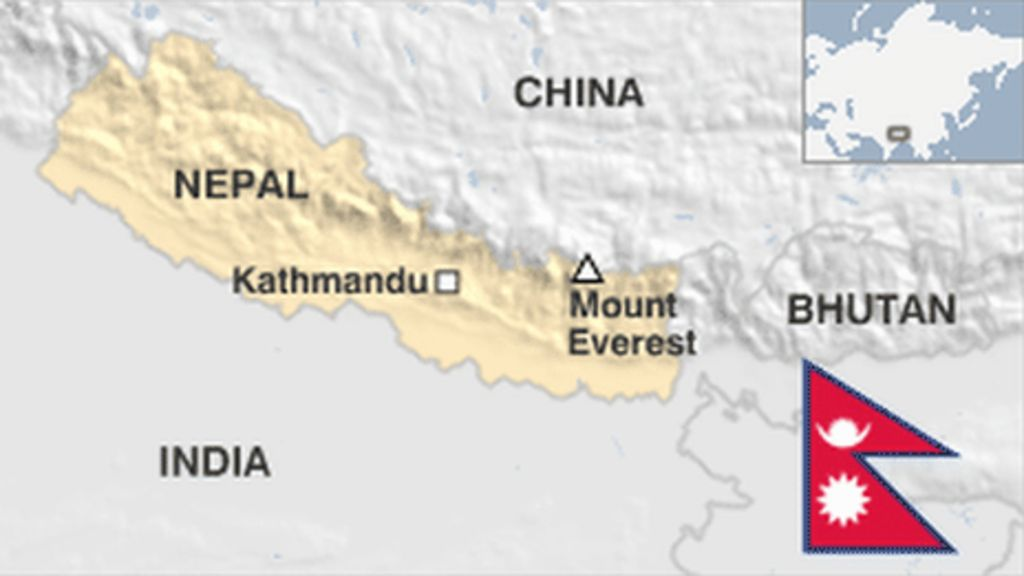 CHINA
NEPAL
Kathmandu
Mount
Everest
BHUTAN
INDIA